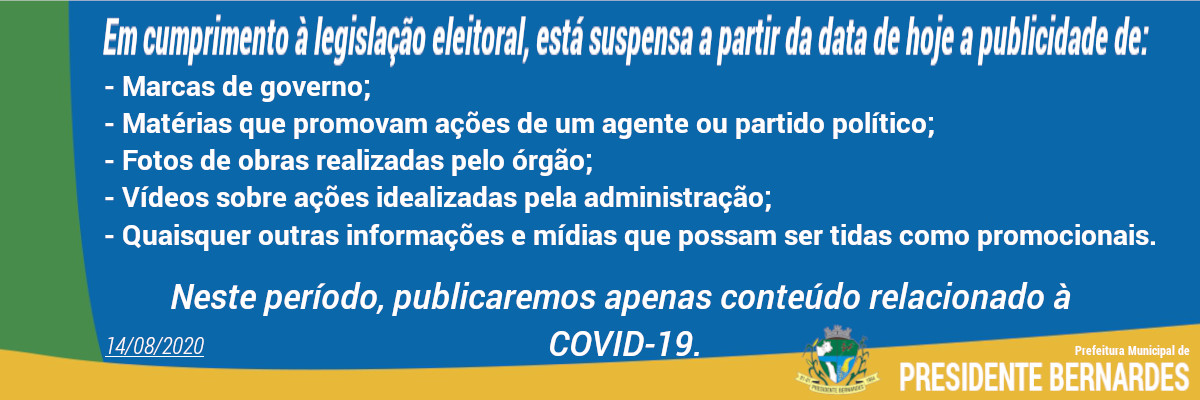 Em cumprimento à legislação eleitoral, está suspensa a partir da data de hoje a publicidade de:
- Marcas de governo;
- Matérias que promovam ações de um agente ou partido político;
- Fotos de obras realizadas pelo órgão;
- Vídeos sobre ações idealizadas pela administração;
- Quaisquer outras informações e mídias que possam ser tidas como promocionais.
Neste período, publicaremos apenas conteúdo relacionado à
COVID-19.
14/08/2020
PRESIDENTE BERNARDES
Prefeitura Municipal de
PRESIDENTE BERNARDES